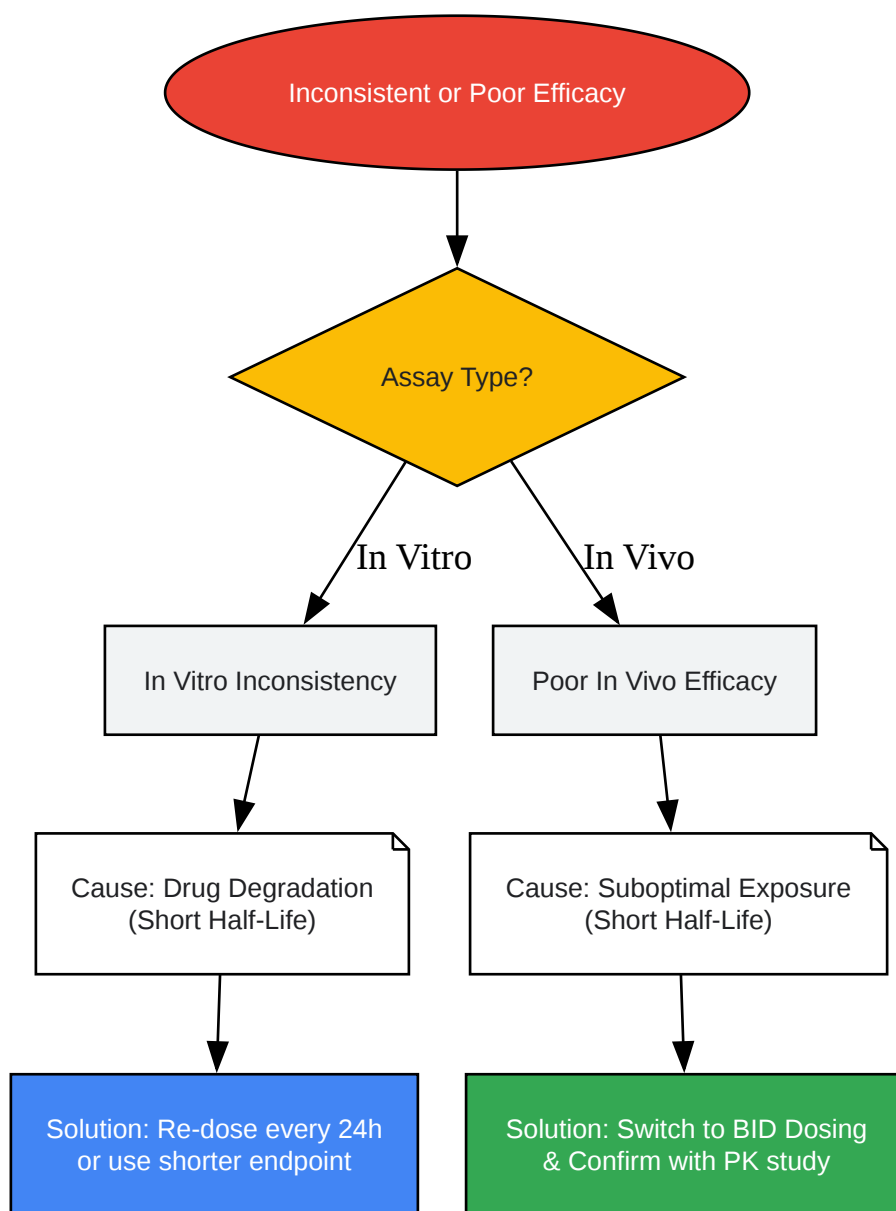 Inconsistent or Poor Efficacy
Assay Type?
In Vitro
In Vivo
In Vitro Inconsistency
Poor In Vivo Efficacy
Cause: Drug Degradation
(Short Half-Life)
Cause: Suboptimal Exposure
(Short Half-Life)
Solution: Re-dose every 24h
or use shorter endpoint
Solution: Switch to BID Dosing
& Confirm with PK study